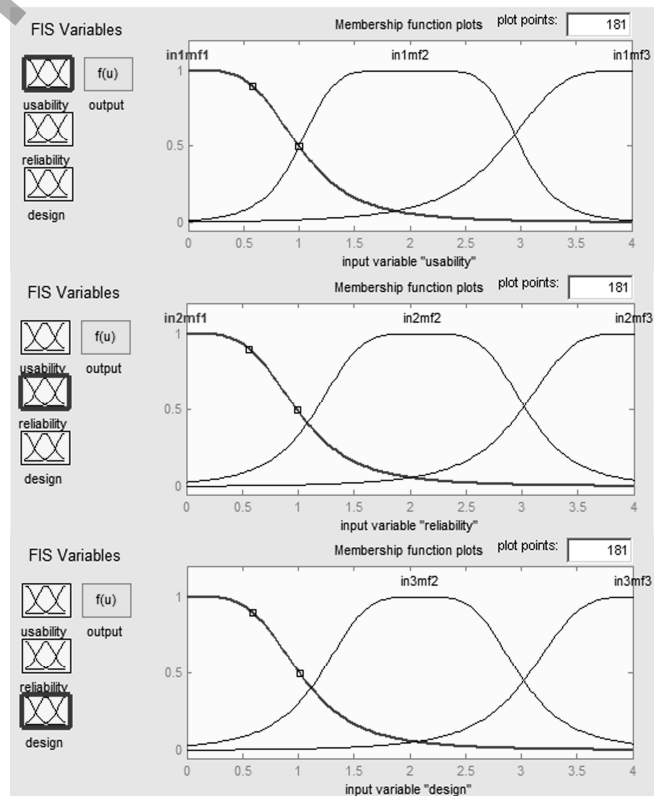 FIS Variables
Membership function plots plot points: 181
in1mf1 in1mf2 in1mf3
f(u)
usability output
reliability
design
1
0.5
0
0 0.5 1 1.5 2 2.5 3 3.5 4
input variable "usability"
FIS Variables
Membership function plots plot points: 181
in2mf1 in2mf2 in2mf3
f(u)
usability output
reliability
design
1
0.5
0
0 0.5 1 1.5 2 2.5 3 3.5 4
input variable "reliability"
FIS Variables
Membership function plots plot points: 181
in3mf2 in3mf3
f(u)
usability output
reliability
design
1
0.5
0
0 0.5 1 1.5 2 2.5 3 3.5 4
input variable "design"